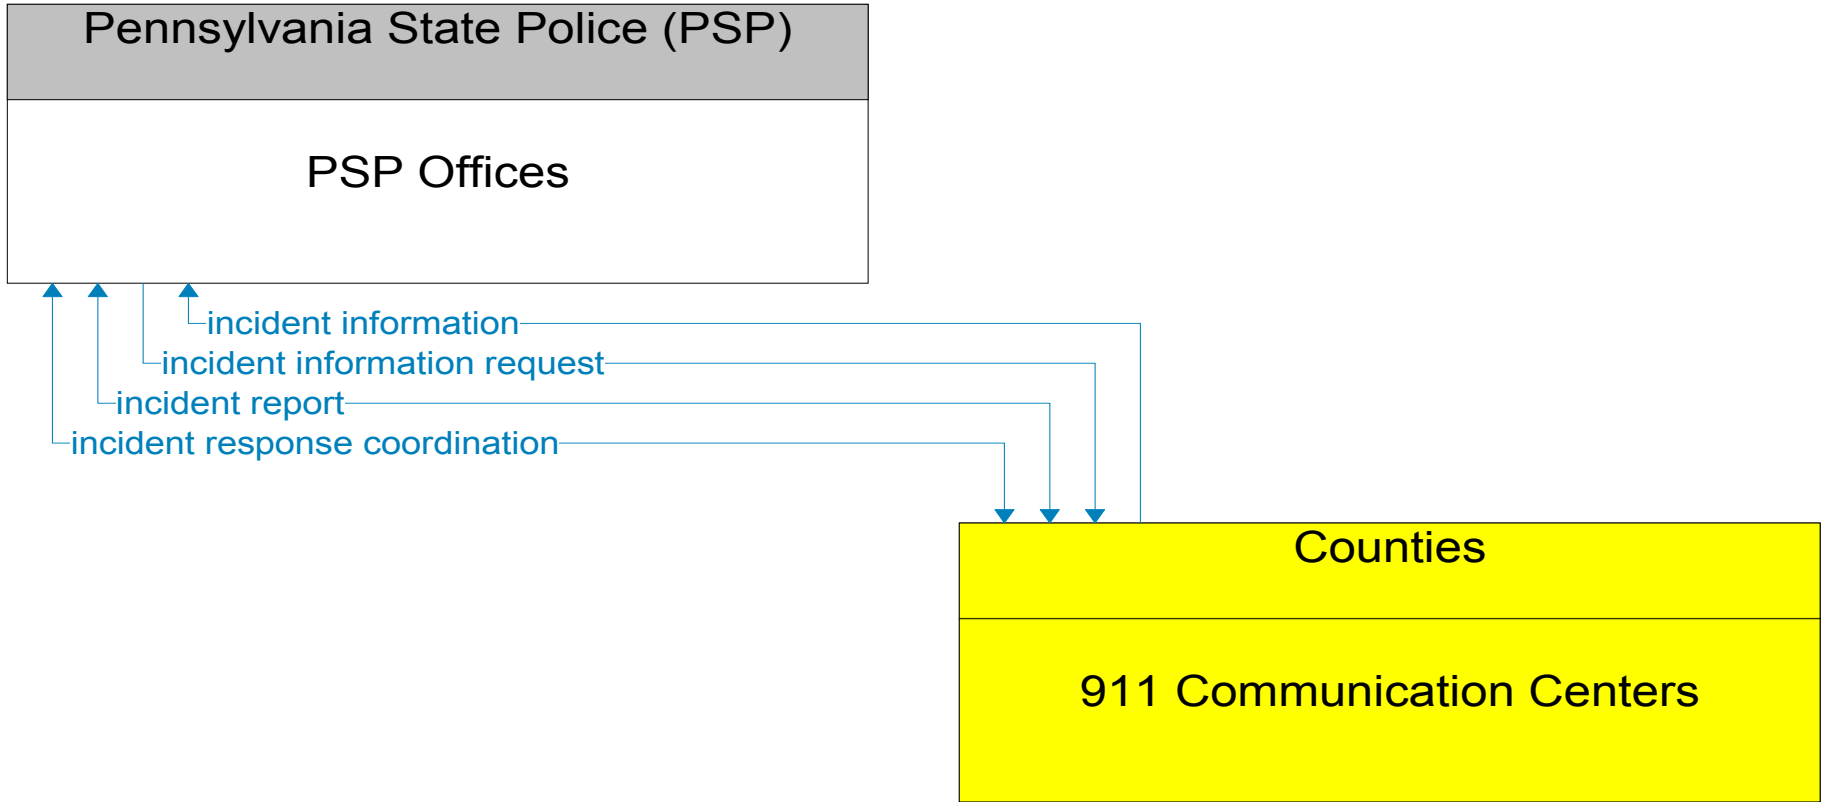 Pennsylvania State Police (PSP)
PSP Offices
incident information
incident information request
incident report
incident response coordination
Counties
911 Communication Centers